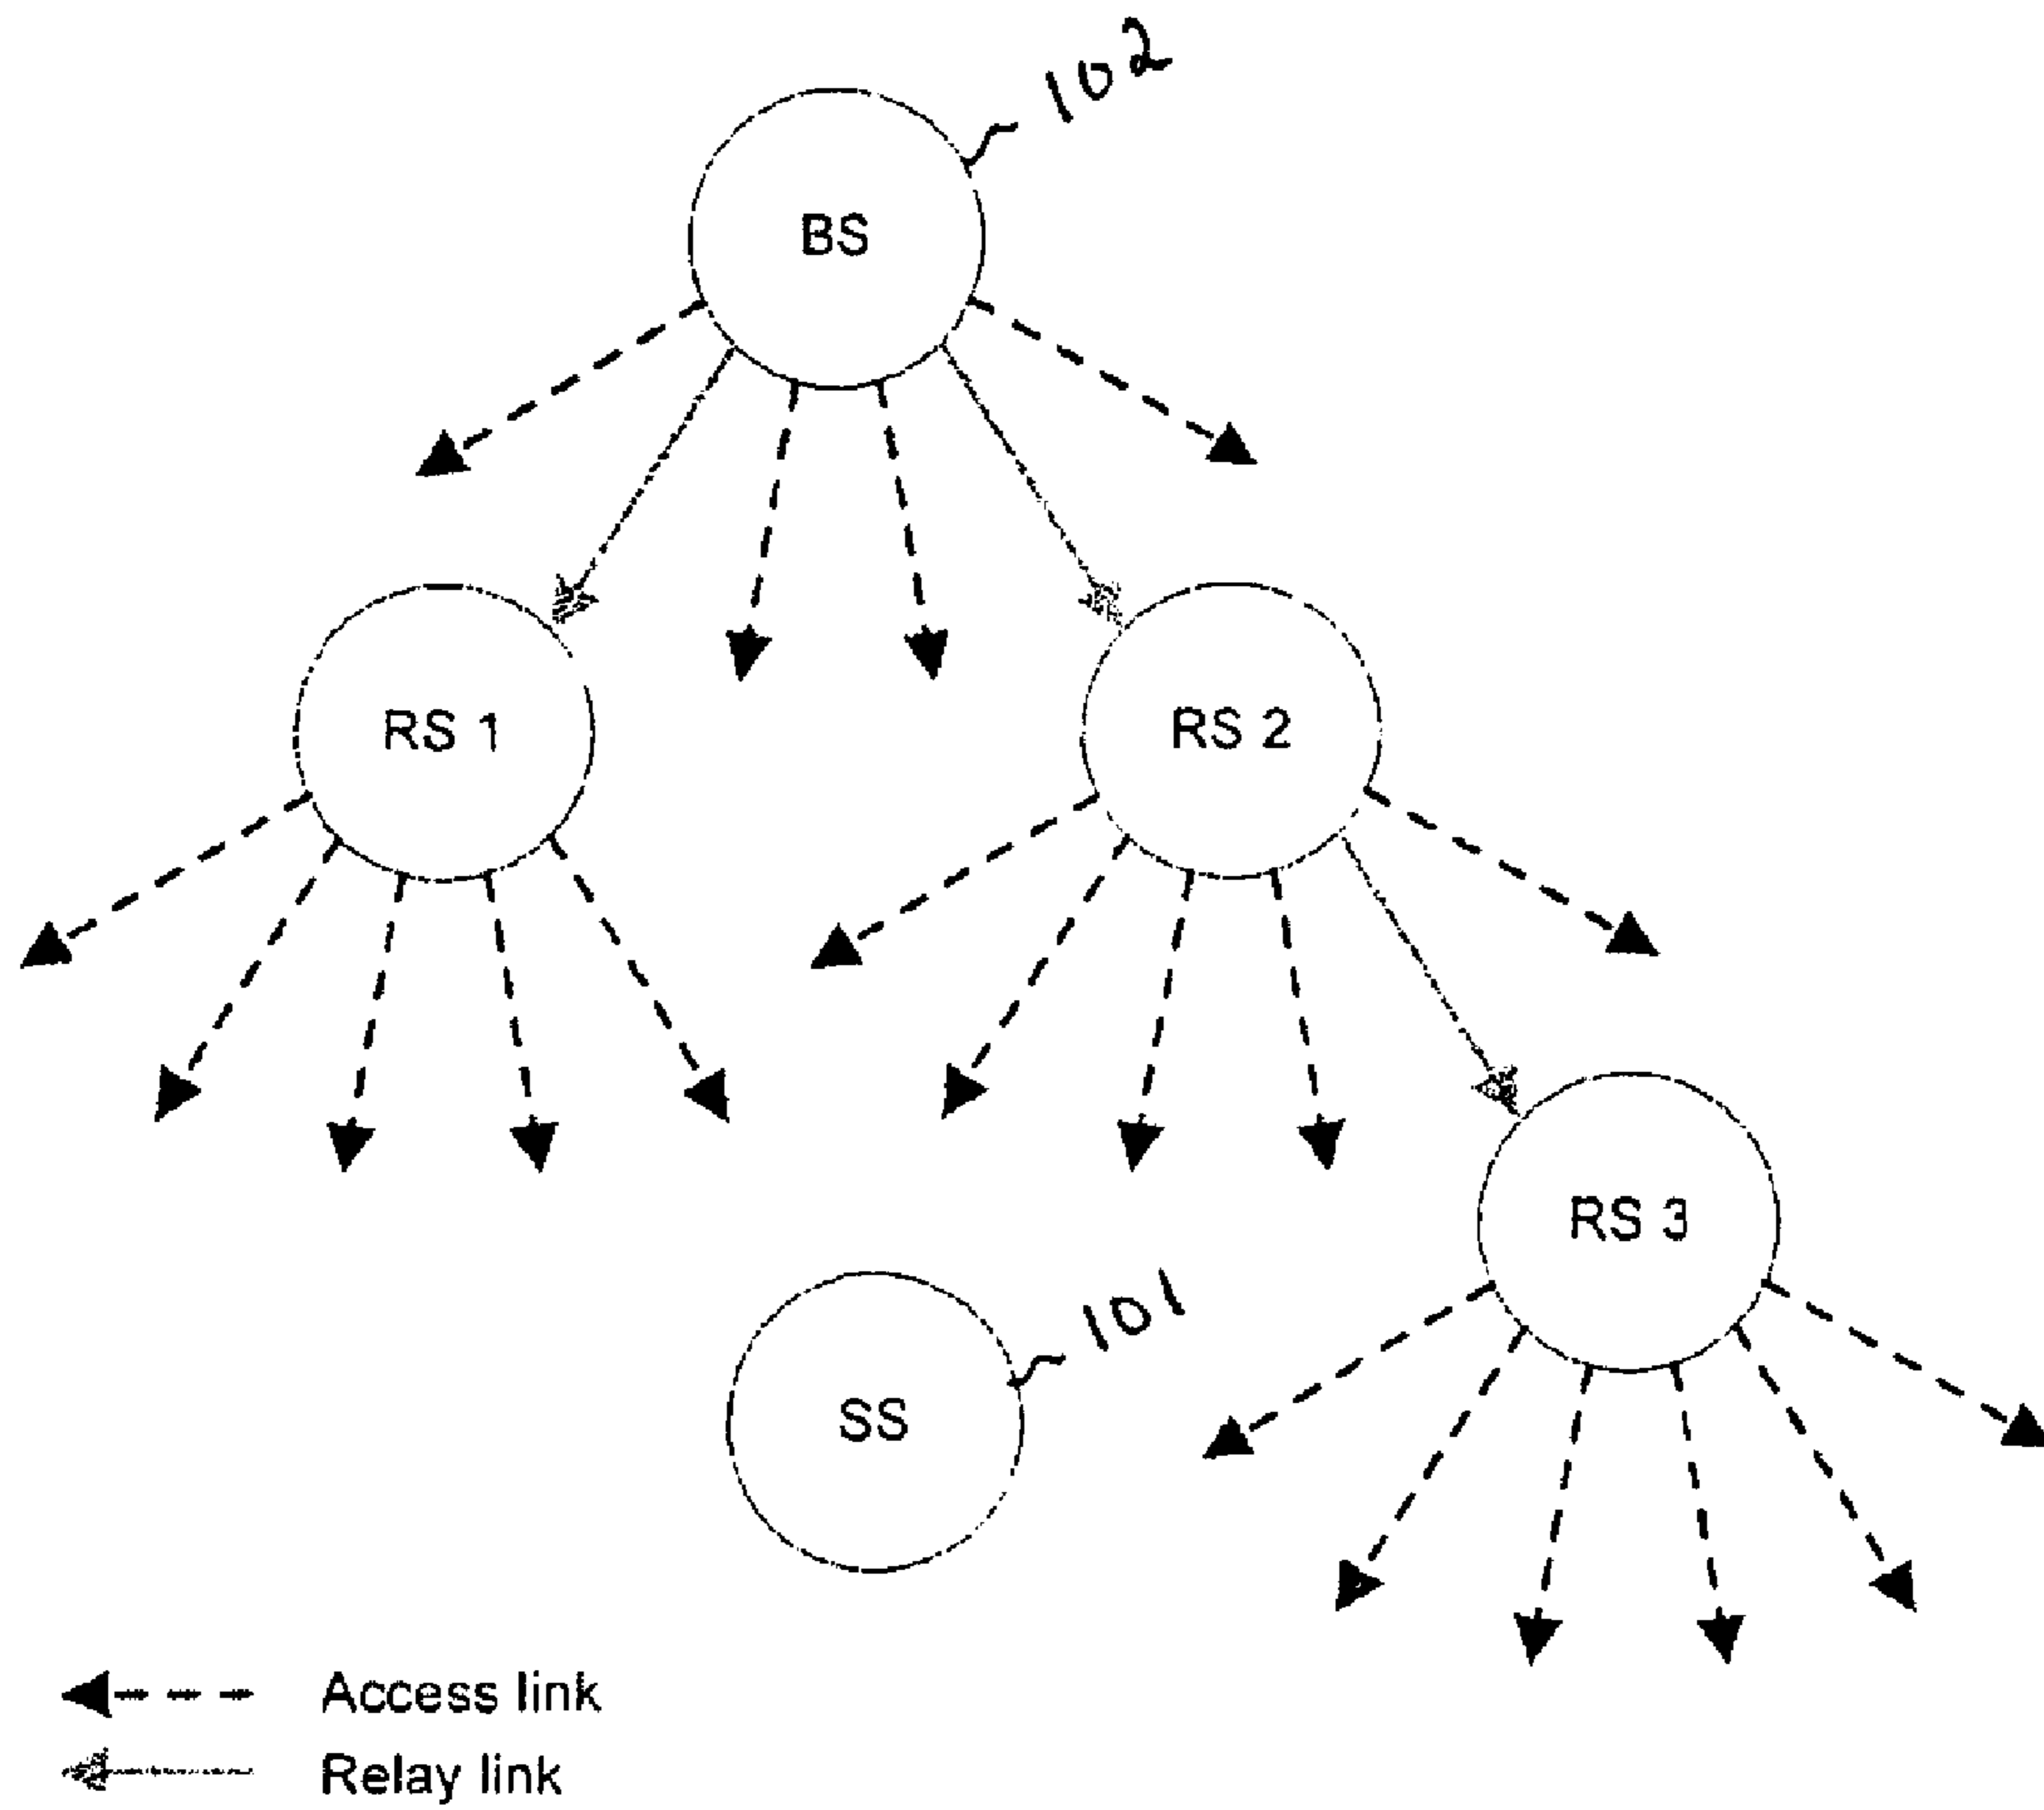 102
BS
RS 1
RS 2
RS 3
101
SS
Access link
Relay link